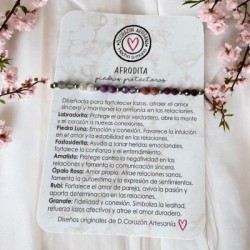 CORAZÓN ARTESANÍA
AFRODITA
piedras protectoras
Diseñada para fortalecer lazos, atraer el amor
sincero y mantener la armonía en las relaciones.
Labradorita: Protege el amor verdadero, abre la mente
y el corazón a nuevas conexiones.
Piedra Luna: Emoción y conexión. Favorece la intuición
en el amor y la estabilidad en la relación.
Fosfosiderita: Ayuda a sanar heridas emocionales,
fortalece la confianza y el entendimiento.
Amatista: Protege contra la negatividad en las
relaciones y fomenta la comunicación sincera.
Ópalo Rosa: Amor propio. Atrae relaciones sanas,
fomenta la autoestima y la expresión de sentimientos.
Rubí: Fortalece el amor de pareja, aviva la pasión y
aporta determinación en las relaciones.
Granate: Fidelidad y conexión. Simboliza la lealtad,
refuerza lazos afectivos y atrae el amor duradero.
Diseños originales de D.Corazón.Artesanía